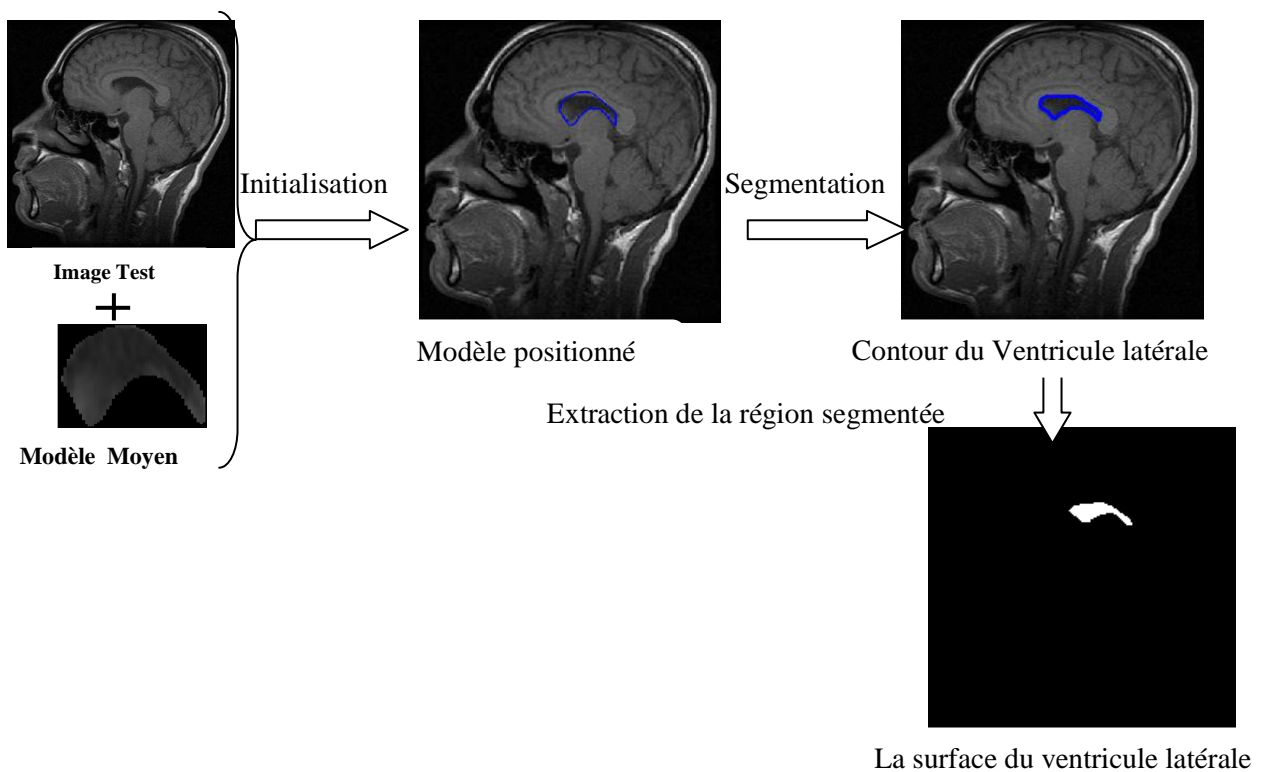 Initialisation
Segmentation
Image Test
+
Modèle Moyen
Modèle positionné
Contour du Ventricule latérale
Extraction de la région segmentée
La surface du ventricule latérale